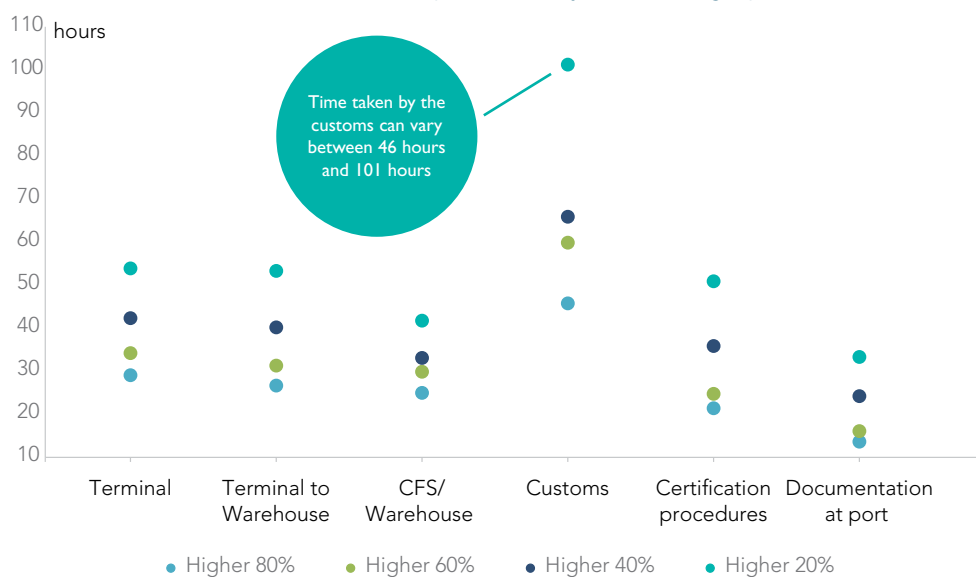 110
hours
100
90
80
70
60
50
40
30
20
10
Time taken by the
customs can vary
between 46 hours
and 101 hours
Terminal
Terminal to
Warehouse
CFS/
Warehouse
Customs
Certification
procedures
Documentation
at port
Higher 80%
Higher 60%
Higher 40%
Higher 20%